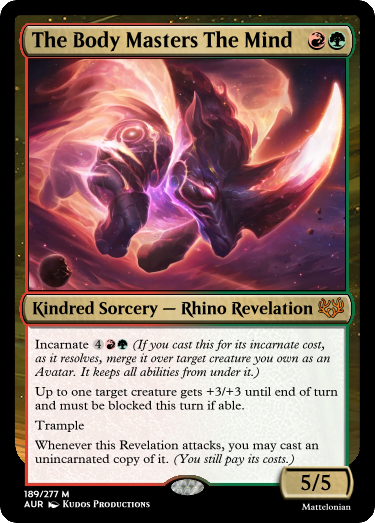 The Body Masters The Mind
Kindred Sorcery — Rhino Revelation
Incarnate 4 (If you cast this for its incarnate cost,
as it resolves, merge it over target creature you own as an
Avatar. It keeps all abilities from under it.)
Up to one target creature gets +3/+3 until end of turn
and must be blocked this turn if able.
Trample
Whenever this Revelation attacks, you may cast an
unincarnated copy of it. (You still pay its costs.)
5/5
189/277 M
AUR Kudos Productions
Mattelonian